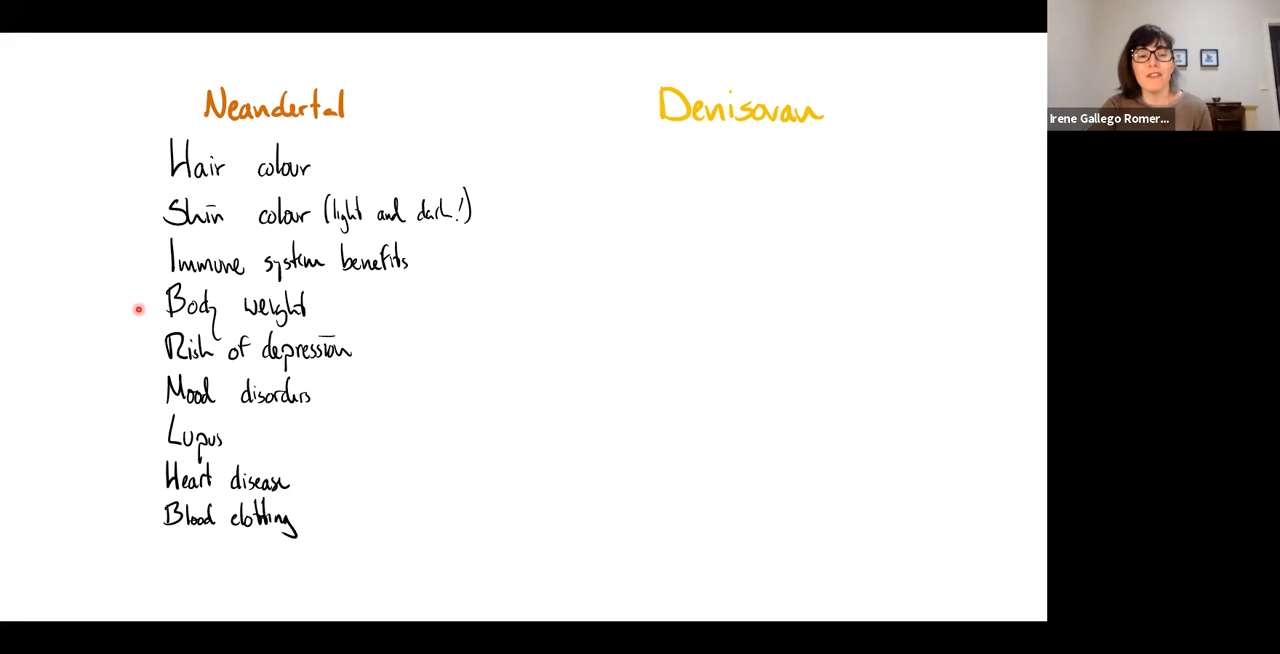 Neandertal
Denisovan
Hair colour
Skin colour (light and dark!)
Immune system benefits
Body weight
Risk of depression
Mood disorders
Lupus
Heart disease
Blood clotting
Irene Gallego Romer...